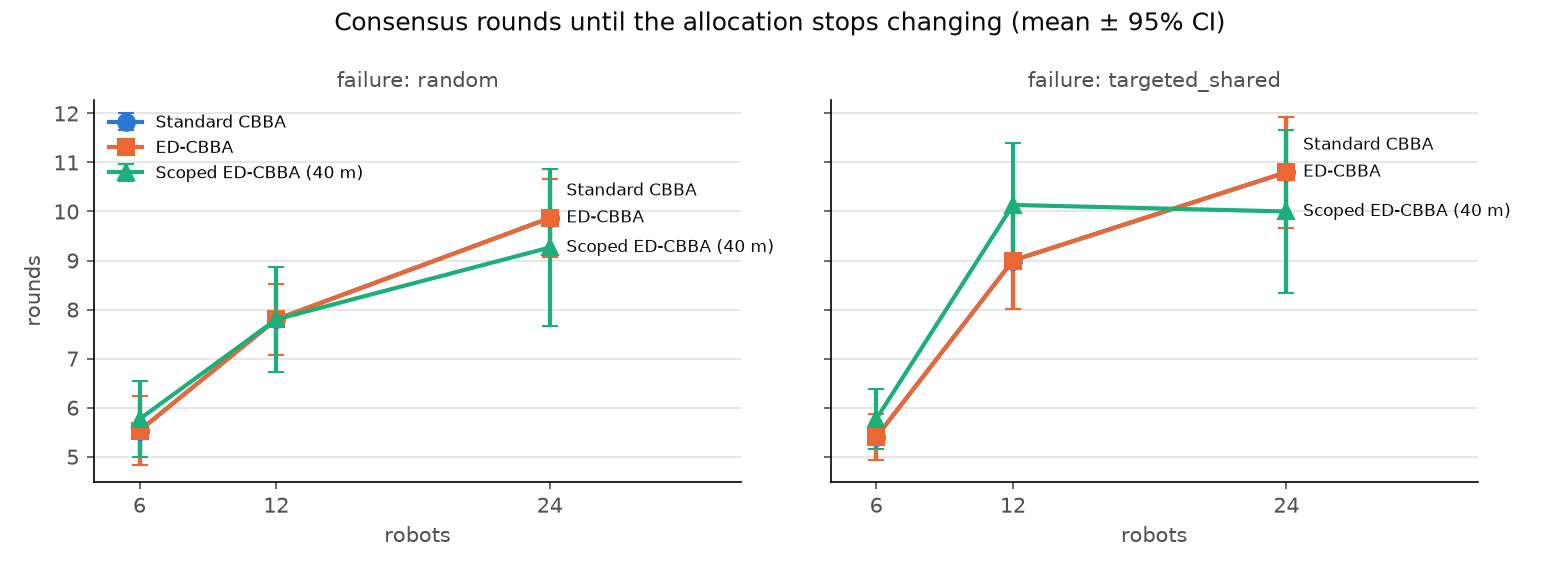 Consensus rounds until the allocation stops changing (mean ± 95% CI)
failure: random
12
11
10
9
8
7
6
5
rounds
Standard CBBA
ED-CBBA
Scoped ED-CBBA (40 m)
Standard CBBA
ED-CBBA
Scoped ED-CBBA (40 m)
6
12
24
robots
failure: targeted_shared
Standard CBBA
ED-CBBA
Scoped ED-CBBA (40 m)
6
12
24
robots